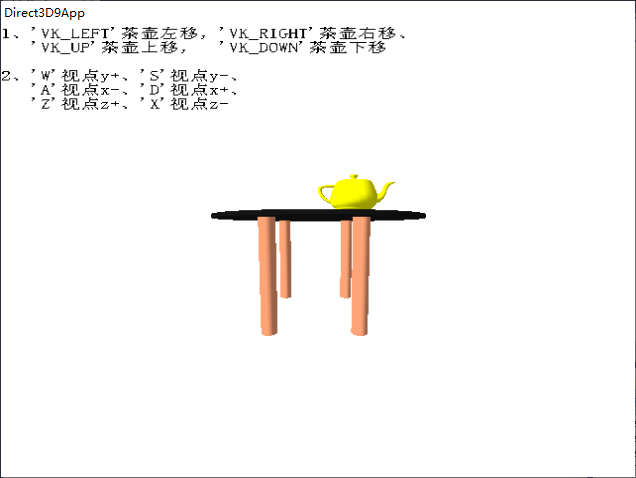 Direct3D9App
1、'VK_LEFT'茶壶左移，'VK_RIGHT'茶壶右移、
'VK_UP'茶壶上移， 'VK_DOWN'茶壶下移
2、'W'视点y+、'S'视点y-、
'A'视点x-、'D'视点x+、
'Z'视点z+、'X'视点z-